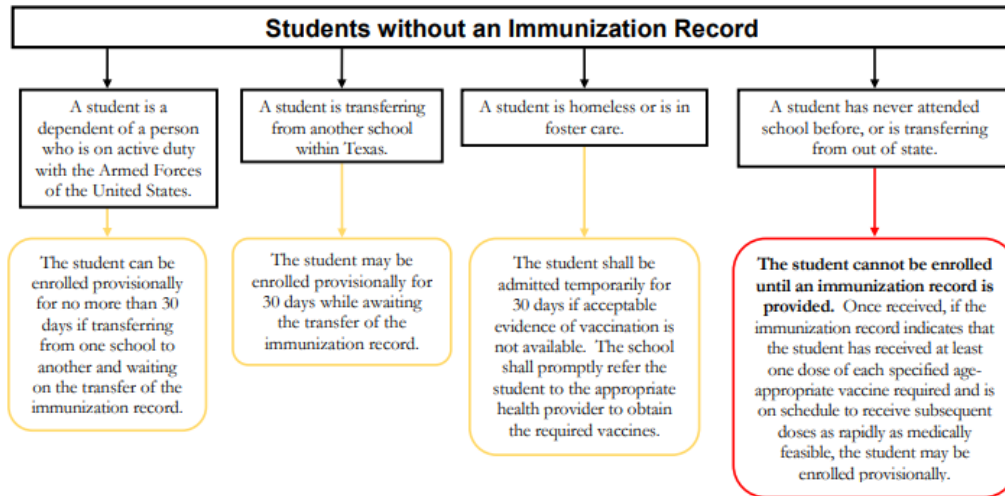 Students without an Immunization Record
A student is a
dependent of a person
who is on active duty
with the Armed Forces
of the United States.
A student is transferring
from another school
within Texas.
A student is homeless or is in
foster care.
A student has never attended
school before, or is transferring
from out of state.
The student can be
enrolled provisionally
for no more than 30
days if transferring
from one school to
another and waiting
on the transfer of the
immunization record.
The student may be
enrolled provisionally for
30 days while awaiting
the transfer of the
immunization record.
The student shall be
admitted temporarily for
30 days if acceptable
evidence of vaccination is
not available. The school
shall promptly refer the
student to the appropriate
health provider to obtain
the required vaccines.
The student cannot be enrolled
until an immunization record is
provided. Once received, if the
immunization record indicates that
the student has received at least
one dose of each specified age-
appropriate vaccine required and is
on schedule to receive subsequent
doses as rapidly as medically
feasible, the student may be
enrolled provisionally.